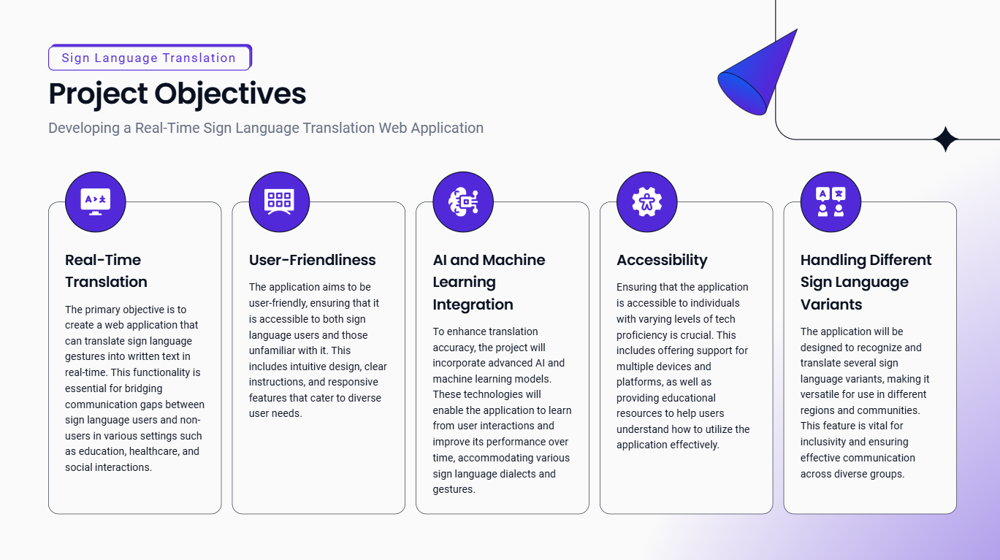 Sign Language Translation
Project Objectives
Developing a Real-Time Sign Language Translation Web Application
Real-Time
Translation
The primary objective is to
create a web application that
can translate sign language
gestures into written text in
real-time. This functionality is
essential for bridging
communication gaps between
sign language users and non-
users in various settings such
as education, healthcare, and
social interactions.
User-Friendliness
The application aims to be
user-friendly, ensuring that it
is accessible to both sign
language users and those
unfamiliar with it. This
includes intuitive design, clear
instructions, and responsive
features that cater to diverse
user needs.
AI and Machine
Learning
Integration
To enhance translation
accuracy, the project will
incorporate advanced AI and
machine learning models.
These technologies will
enable the application to learn
from user interactions and
improve its performance over
time, accommodating various
sign language dialects and
gestures.
Accessibility
Ensuring that the application
is accessible to individuals
with varying levels of tech
proficiency is crucial. This
includes offering support for
multiple devices and
platforms, as well as
providing educational
resources to help users
understand how to utilize the
application effectively.
Handling Different
Sign Language
Variants
The application will be
designed to recognize and
translate several sign
language variants, making it
versatile for use in different
regions and communities.
This feature is vital for
inclusivity and ensuring
effective communication
across diverse groups.